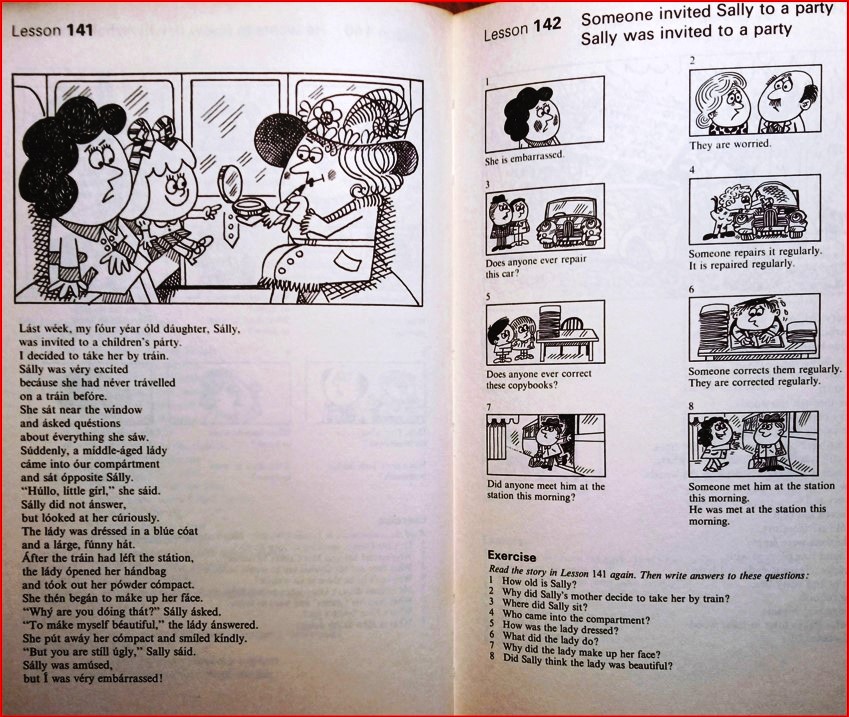 Lesson 141
Lást wéek, my fóur yéar óld dáughter, Sálly,
was invíted to a chíldren's párty.
I decíded to táke her by tráin.
Sálly was véry excíted
becáuse she had néver trávelled
on a tráin befóre.
She sát near the wíndow
and ásked quéstions
about éverything she sáw.
Súddenly, a míddle-áged lády
cáme into óur compártment
and sát ópposite Sálly.
“Húllo, líttle gírl,” she sáid.
Sálly did not ánswer,
but lóoked at her cúriously.
The lády was dréssed in a blúe cóat
and a lárge, fúnny hát.
Áfter the tráin had léft the státion,
the lády ópened her hándbag
and tóok out her pówder cómpact.
She thén begán to máke up her fáce.
“Whý are you dóing thát?” Sálly ásked.
“To máke mysélf béautiful,” the lády ánswered.
She pút awáy her cómpact and smíled kíndly.
“But you are stíll úgly,” Sally sáid.
Sálly was amúsed,
but Í was véry embárrassed!
Lesson 142
Someone invited Sally to a party
Sally was invited to a party
1
She is embarrassed.
2
They are worried.
3
Does anyone ever repair
this car?
4
Someone repairs it regularly.
It is repaired regularly.
5
Does anyone ever correct
these copybooks?
6
Someone corrects them regularly.
They are corrected regularly.
7
Did anyone meet him at the
station this morning?
8
Someone met him at the station
this morning.
He was met at the station this
morning.
Exercise
Read the story in Lesson 141 again. Then write answers to these questions:
1 How old is Sally?
2 Why did Sally's mother decide to take her by train?
3 Where did Sally sit?
4 Who came into the compartment?
5 How was the lady dressed?
6 What did the lady do?
7 Why did the lady make up her face?
8 Did Sally think the lady was beautiful?